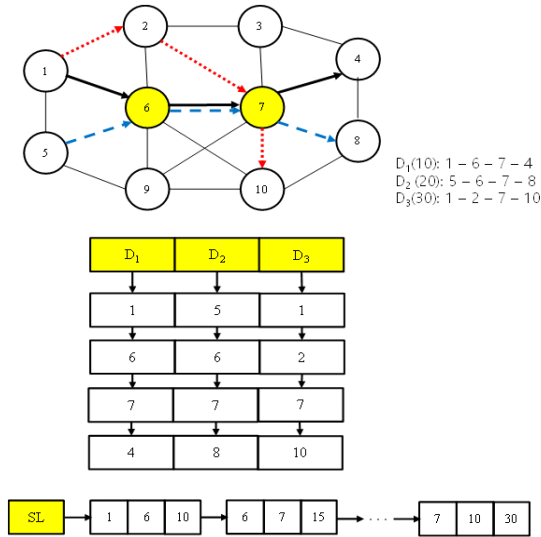 2
3
1
4
6
7
5
8
9
10
D₁(10): 1 – 6 – 7 – 4
D₂ (20): 5 – 6 – 7 – 8
D₃(30): 1 – 2 – 7 – 10
D₁ D₂ D₃
1 5 1
6 6 2
7 7 7
4 8 10
SL 1 6 10 6 7 15 ... 7 10 30